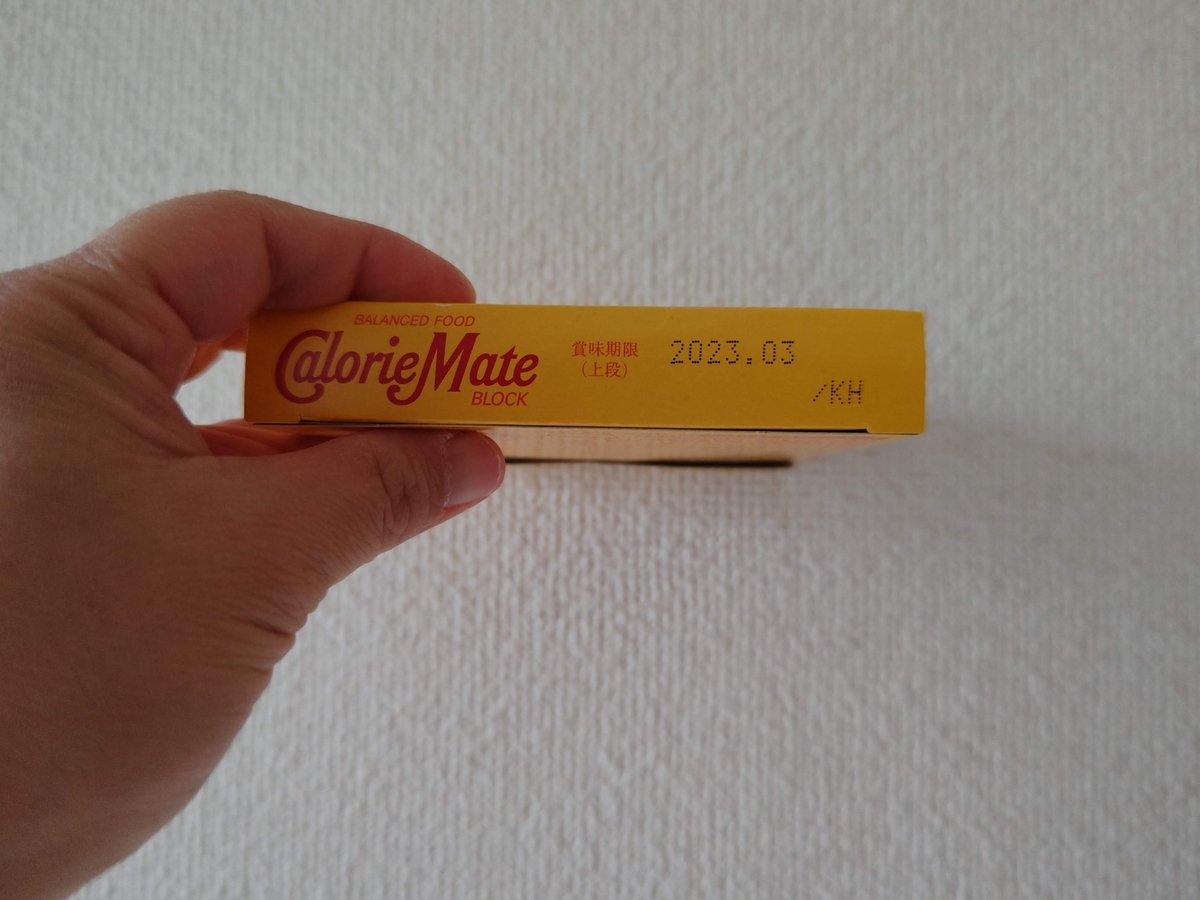 BALANCED FOOD
CalorieMate
BLOCK
賞味期限
(上段)
2023.03
/KH